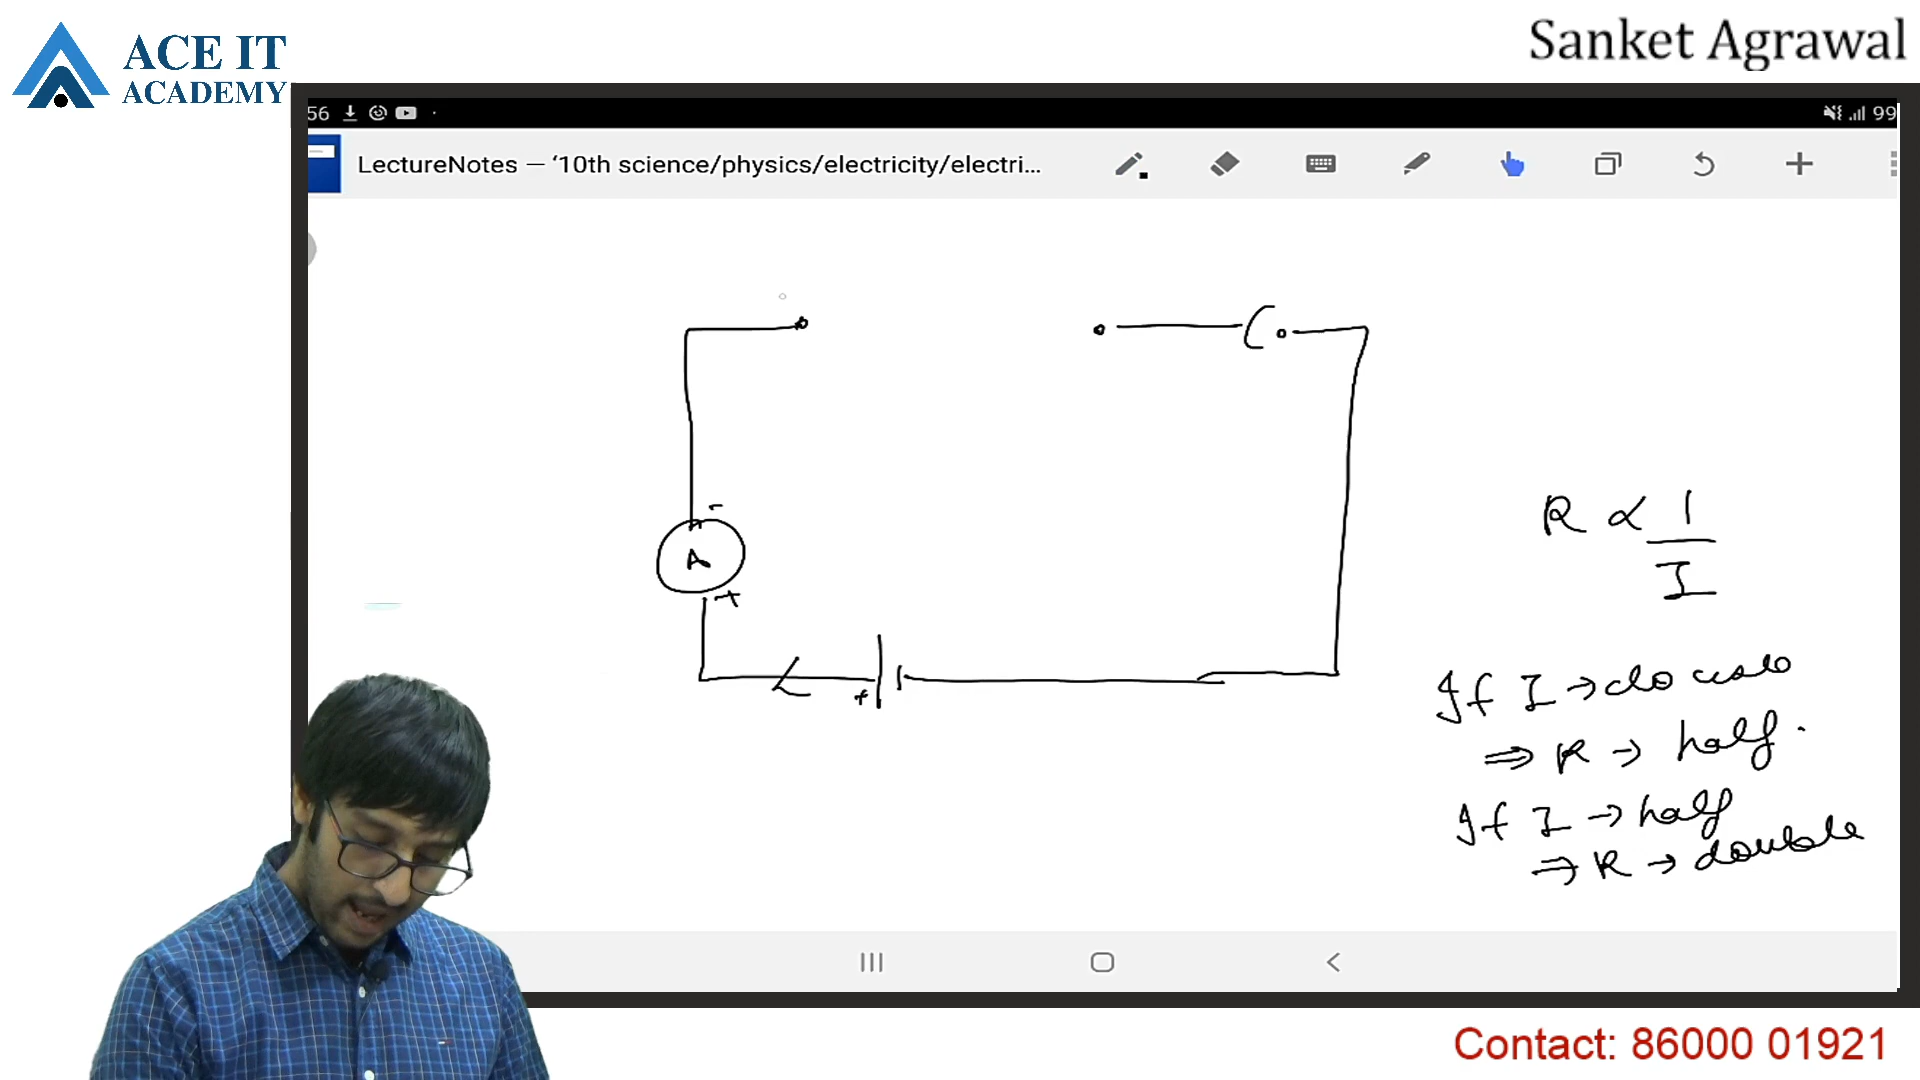 ACE IT
ACADEMY
Sanket Agrawal
56
99
LectureNotes — ‘10th science/physics/electricity/electri...
-
A
+
+
R ∝ 1
I
If I → double
⇒ R → half.
If I → half
⇒ R → double
Contact: 86000 01921